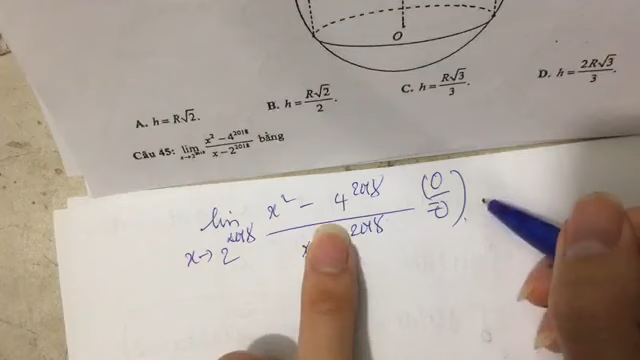 O
A. h = R√2.
B. h = R√2/2.
C. h = R√3/3.
D. h = 2R√3/3.
Câu 45: lim x→2^2018 (x² − 4^2018)/(x − 2^2018) bằng
lim x→2^2018 (x² − 4^2018)/(x 2018) (0/0).